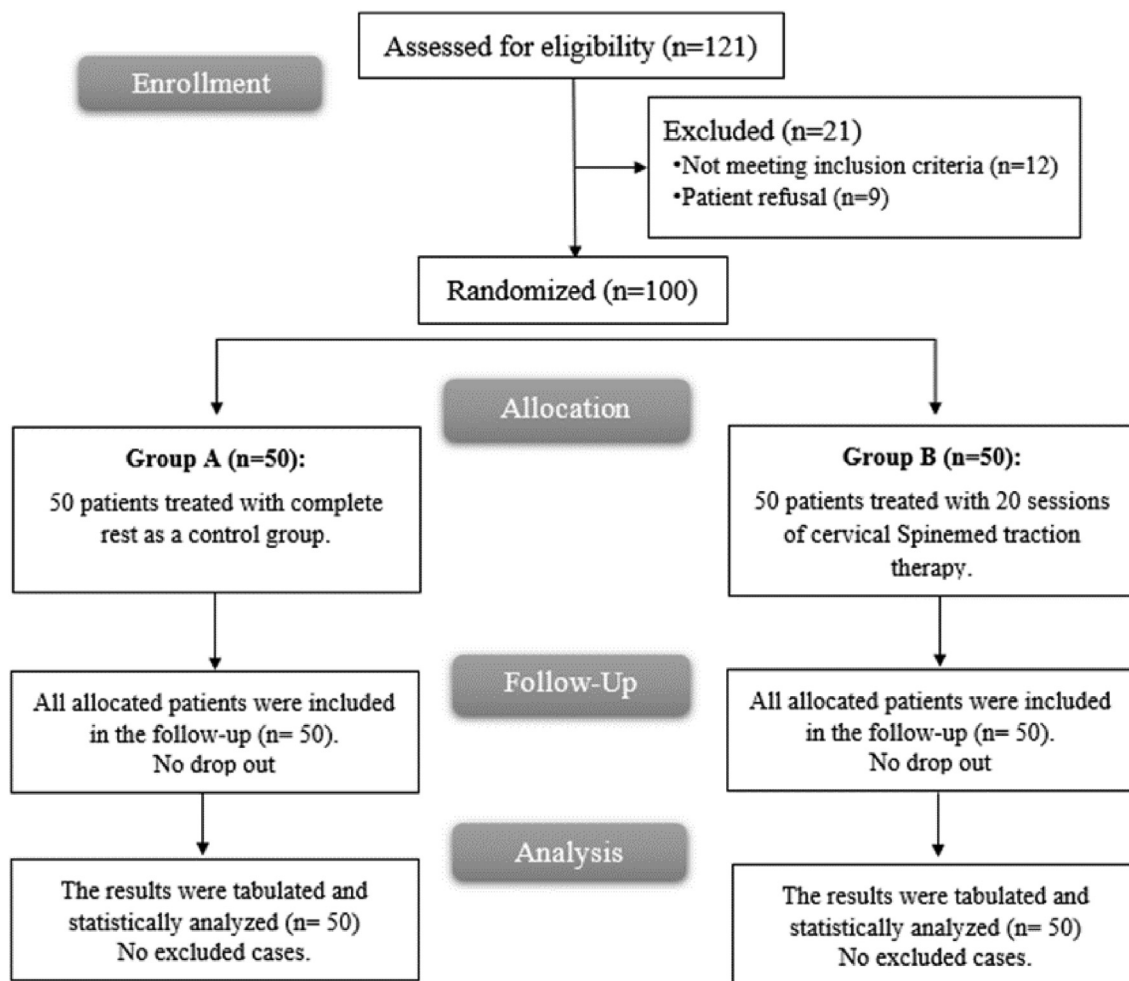 Assessed for eligibility (n=121)
Enrollment
Excluded (n=21)
•Not meeting inclusion criteria (n=12)
•Patient refusal (n=9)
Randomized (n=100)
Allocation
Group A (n=50):
50 patients treated with complete
rest as a control group.
Group B (n=50):
50 patients treated with 20 sessions
of cervical Spinemed traction
therapy.
Follow-Up
All allocated patients were included
in the follow-up (n= 50).
No drop out
All allocated patients were included
in the follow-up (n= 50).
No drop out
Analysis
The results were tabulated and
statistically analyzed (n= 50)
No excluded cases.
The results were tabulated and
statistically analyzed (n= 50)
No excluded cases.